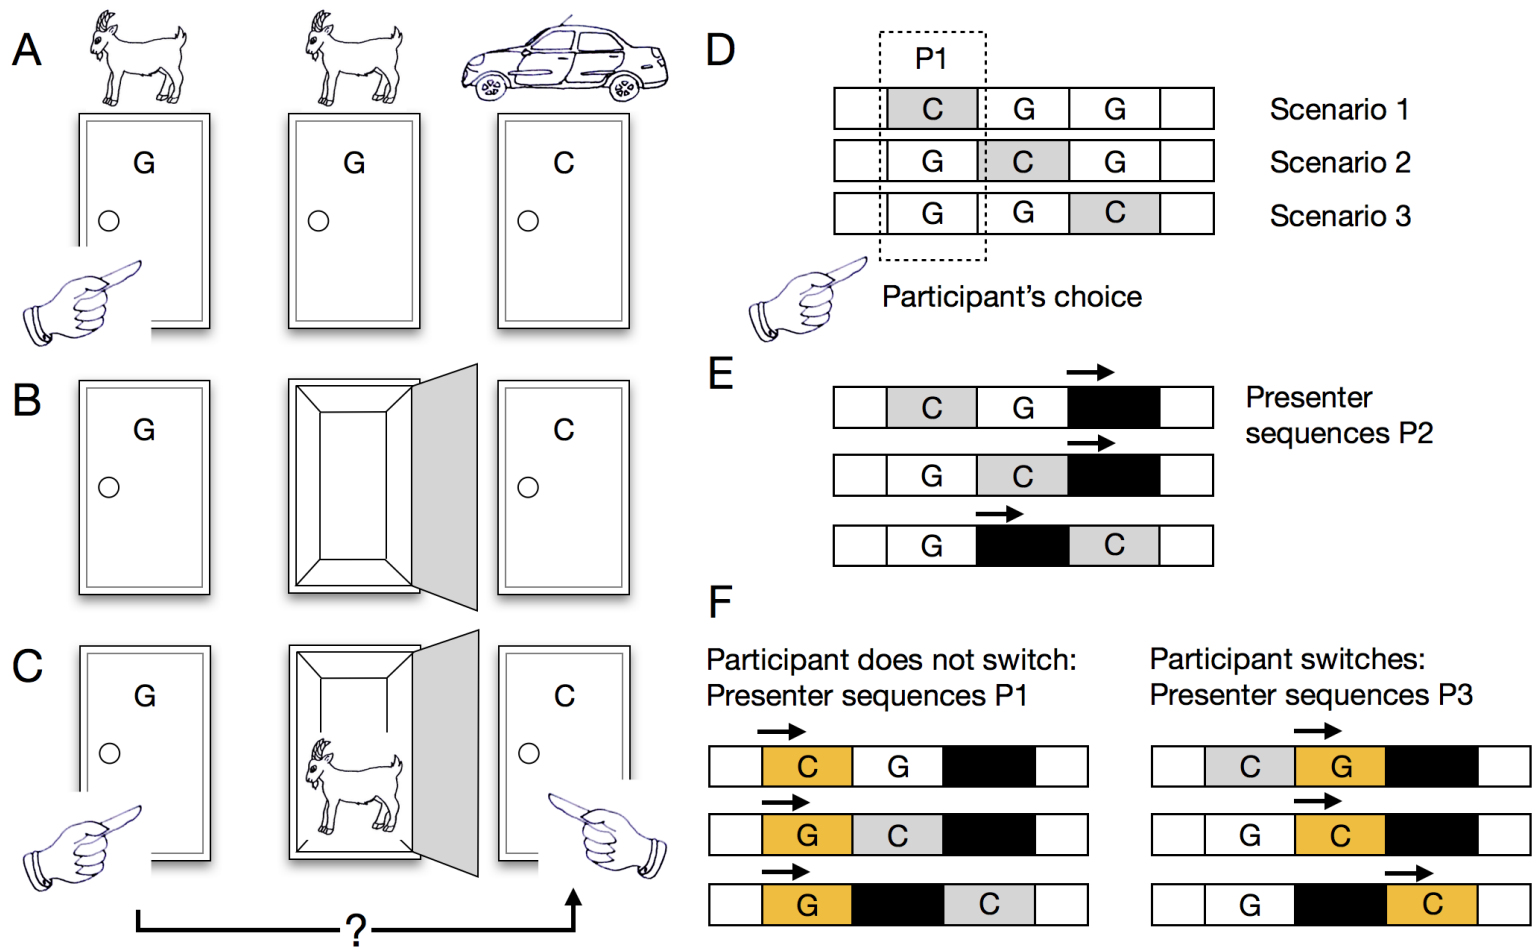 A
G
G
C
B
G
C
C
G
C
?
D
P1
C G G Scenario 1
G C G Scenario 2
G G C Scenario 3
Participant’s choice
E
C G
G C
G C
Presenter
sequences P2
F
Participant does not switch:
Presenter sequences P1
C G
G C
G C
Participant switches:
Presenter sequences P3
C G
G C
G C